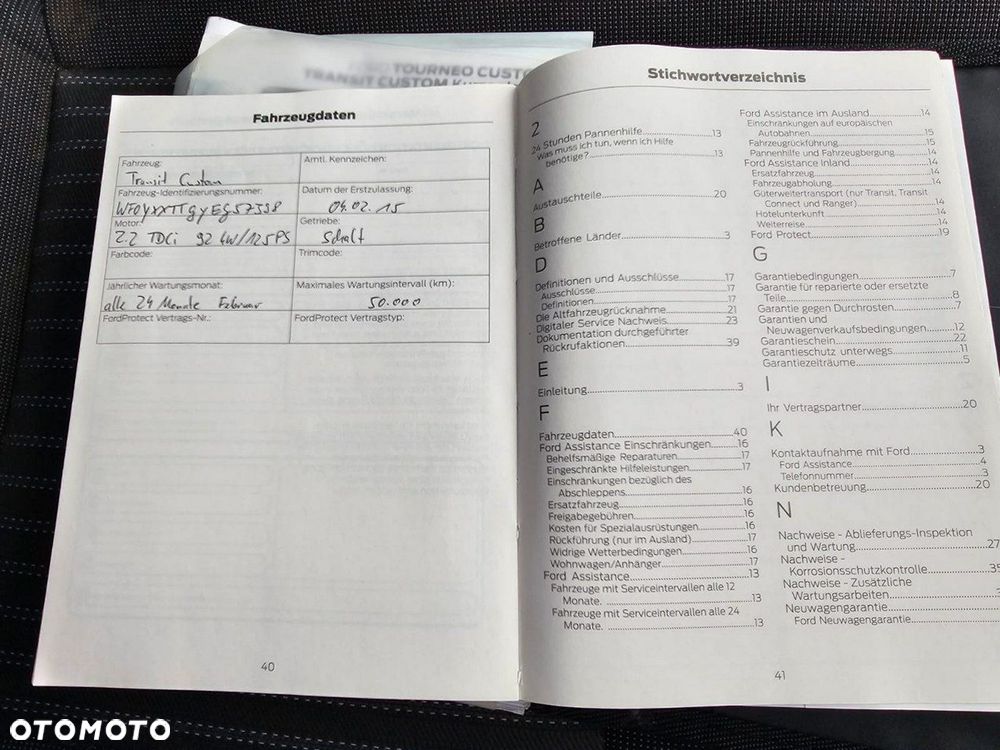 TOURNEO CUSTO
TRANSIT CUSTOM
Fahrzeugdaten
Fahrzeug:
Transit Custom
Amtl. Kennzeichen:
Fahrzeug-Identifizierungsnummer:
WF0YXXTTGYEG57338
Datum der Erstzulassung:
04.02.15
Motor:
2.2 TDCi 92 kW/125PS
Getriebe:
Schalt
Farbcode:
Trimcode:
Jährlicher Wartungsmonat:
alle 24 Monate Februar
Maximales Wartungsintervall (km):
50.000
FordProtect Vertrags-Nr.:
FordProtect Vertragstyp:
40
Stichwortverzeichnis
2
24 Stunden Pannenhilfe 13
Was muss ich tun, wenn ich Hilfe
benötige? 13
A
Austauschteile 20
B
Betroffene Länder 3
D
Definitionen und Ausschlüsse 17
Ausschlüsse 17
Definitionen 17
Die Altfahrzeugrücknahme 21
Digitaler Service Nachweis 23
Dokumentation durchgeführter
Rückrufaktionen 39
E
Einleitung 3
F
Fahrzeugdaten 40
Ford Assistance Einschränkungen 16
Behelfsmäßige Reparaturen 17
Eingeschränkte Hilfeleistungen 17
Einschränkungen bezüglich des
Abschleppens 16
Ersatzfahrzeug 16
Freigabegebühren 16
Kosten für Spezialausrüstungen 16
Rückführung (nur im Ausland) 17
Widrige Wetterbedingungen 16
Wohnwagen/Anhänger 17
Ford Assistance 13
Fahrzeuge mit Serviceintervallen alle 12
Monate. 13
Fahrzeuge mit Serviceintervallen alle 24
Monate. 13
Ford Assistance im Ausland 14
Einschränkungen auf europäischen
Autobahnen 15
Fahrzeugrückführung 15
Pannenhilfe und Fahrzeugbergung 14
Ford Assistance Inland 14
Ersatzfahrzeug 14
Fahrzeugabholung 14
Güterweitertransport (nur Transit, Transit
Connect und Ranger) 14
Hotelunterkunft 14
Weiterreise 14
Ford Protect 19
G
Garantiebedingungen 7
Garantie für reparierte oder ersetzte
Teile 8
Garantie gegen Durchrosten 7
Garantien und
Neuwagenverkaufsbedingungen 12
Garantieschein 22
Garantieschutz unterwegs 11
Garantiezeiträume 5
I
Ihr Vertragspartner 20
K
Kontaktaufnahme mit Ford 3
Ford Assistance 4
Telefonnummer 3
Kundenbetreuung 20
N
Nachweise - Ablieferungs-Inspektion
und Wartung 27
Nachweise -
Korrosionsschutzkontrolle 35
Nachweise - Zusätzliche
Wartungsarbeiten
Neuwagengarantie
Ford Neuwagengarantie
41
OTOMOTO